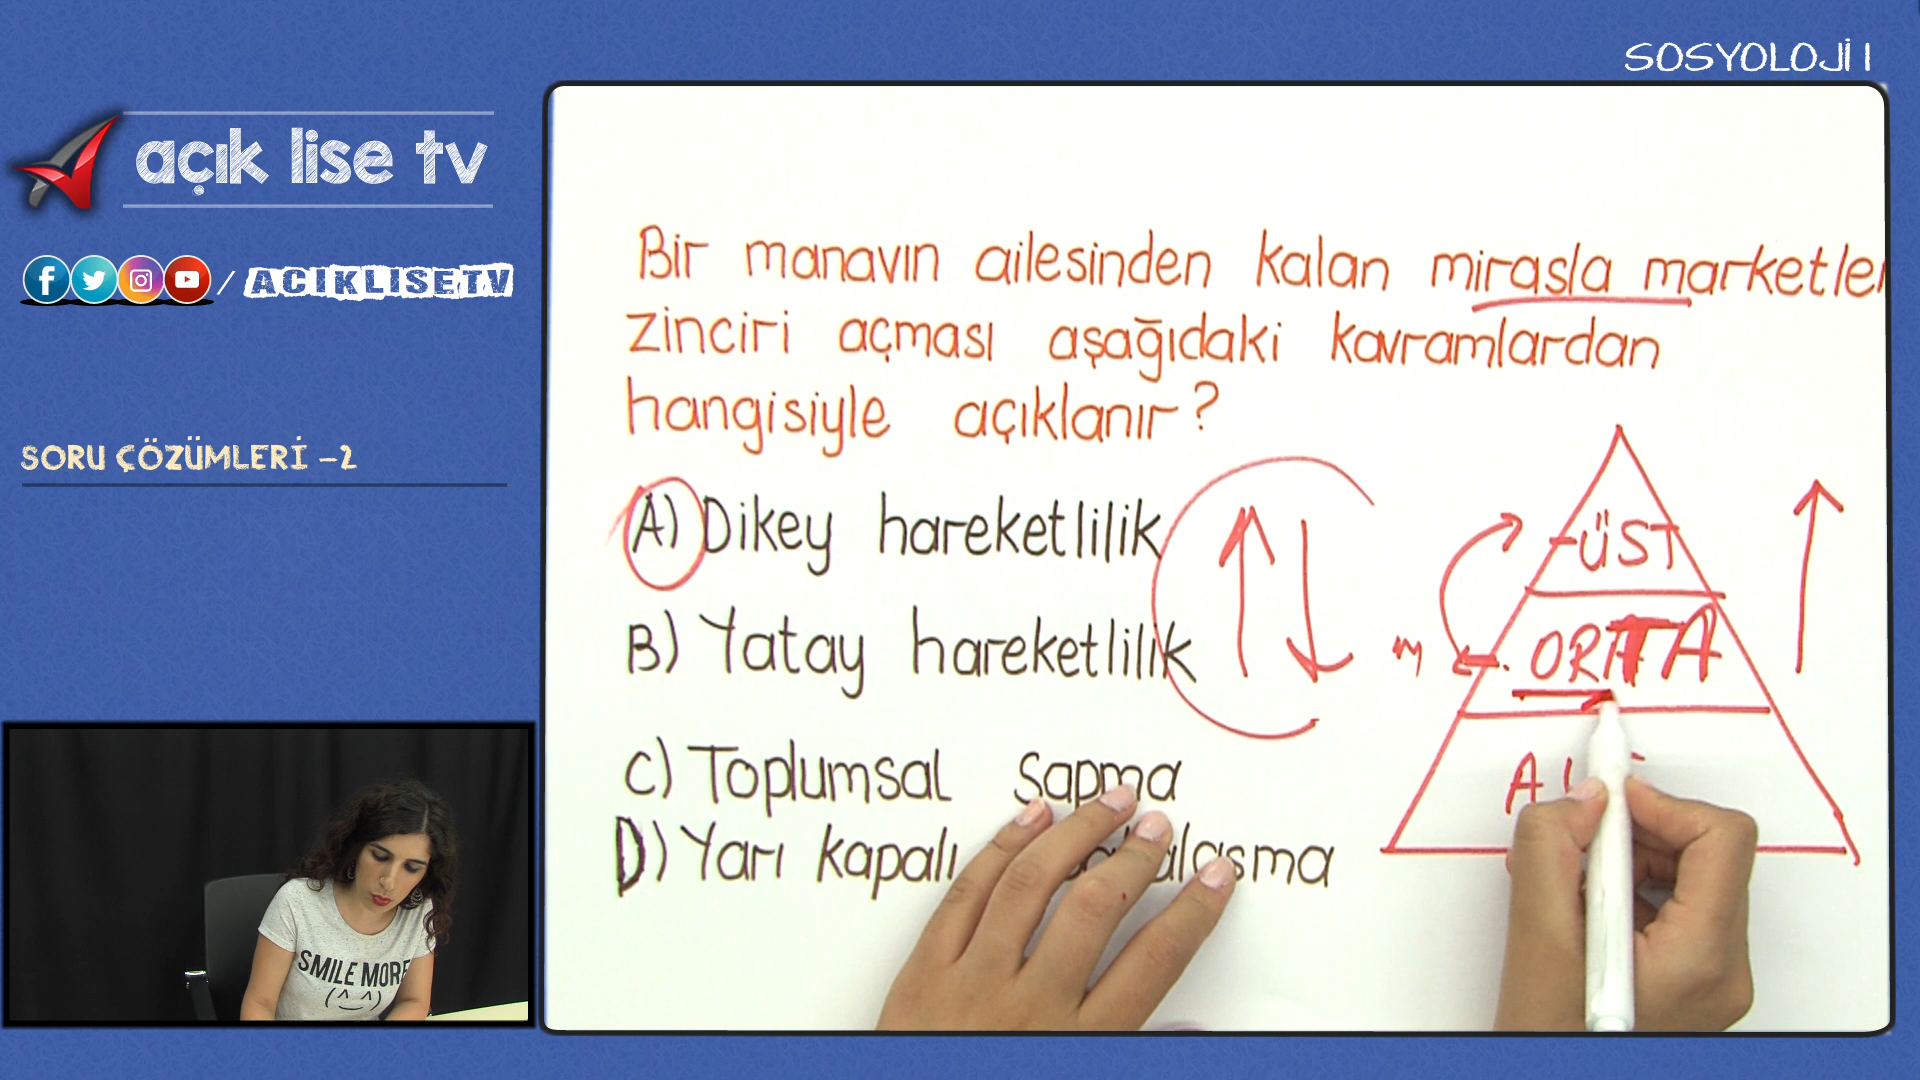 SOSYOLOJİ 1
açık lise tv
/ ACIKLISETV
SORU ÇÖZÜMLERİ -2
Bir manavın ailesinden kalan mirasla marketler
zinciri açması aşağıdaki kavramlardan
hangisiyle açıklanır?
A) Dikey hareketlilik
B) Yatay hareketlilik
C) Toplumsal Sapma
D) Yarı kapalı
ÜST
m
ORTA
SMILE MORE
(^_^)